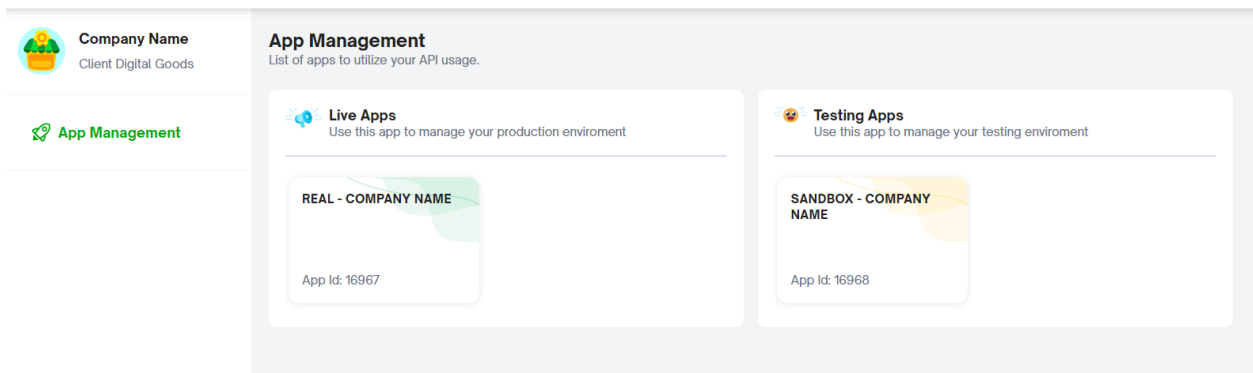 Company Name
Client Digital Goods
App Management
App Management
List of apps to utilize your API usage.
Live Apps
Use this app to manage your production enviroment
REAL - COMPANY NAME
App Id: 16967
Testing Apps
Use this app to manage your testing enviroment
SANDBOX - COMPANY
NAME
App Id: 16968